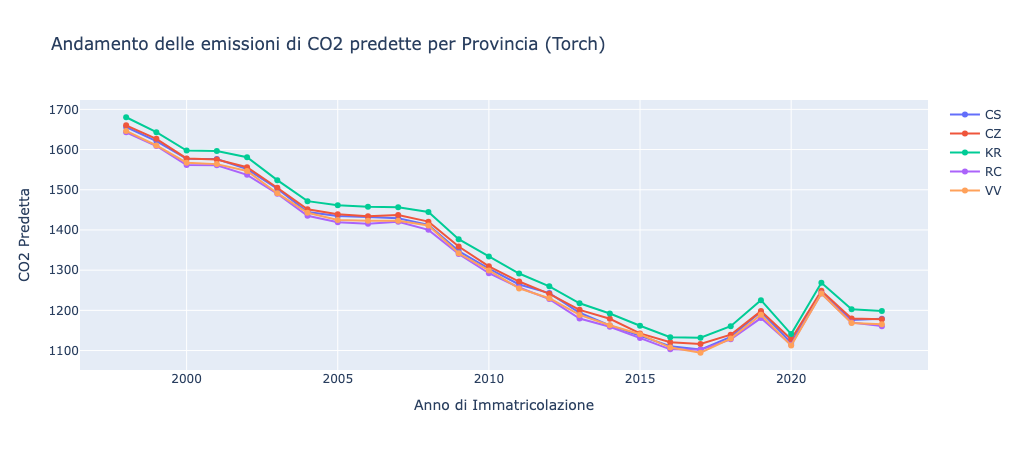 Andamento delle emissioni di CO2 predette per Provincia (Torch)
1700
1600
1500
1400
1300
1200
1100
CO2 Predetta
2000
2005
2010
2015
2020
Anno di Immatricolazione
CS
CZ
KR
RC
VV